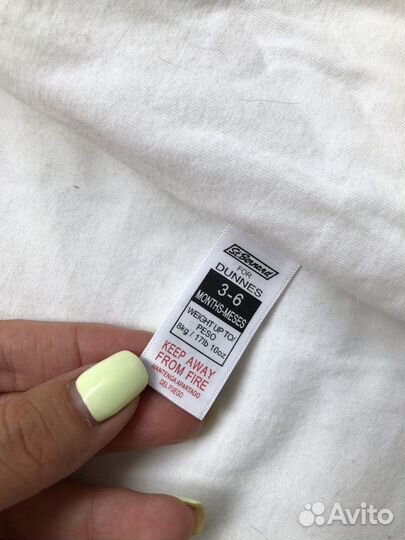 St Bernard
FOR
DUNNES
3-6
MONTHS-MESES
WEIGHT UP TO/
PESO
8kg / 17lb 10oz
KEEP AWAY
FROM FIRE
MANTENGA APARTADO
DEL FUEGO
Avito